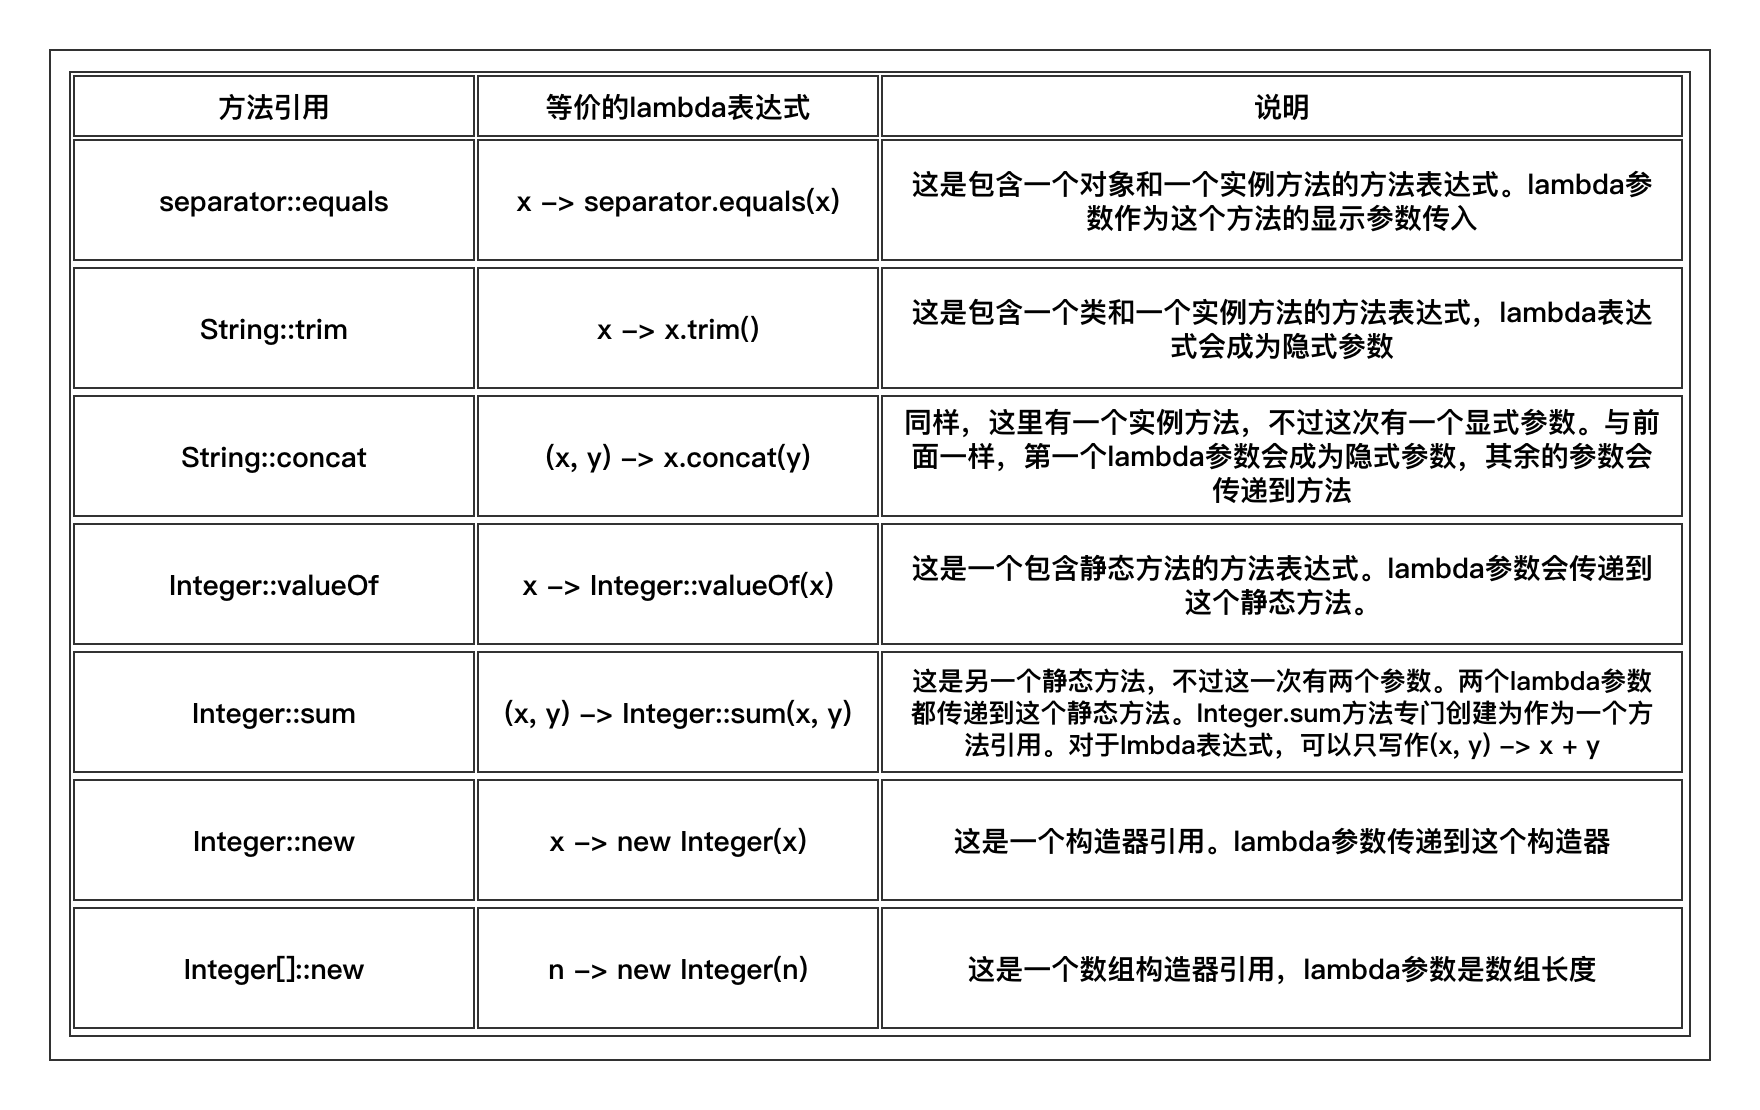 方法引用
等价的lambda表达式
说明
separator::equals
x -> separator.equals(x)
这是包含一个对象和一个实例方法的方法表达式。lambda参
数作为这个方法的显示参数传入
String::trim
x -> x.trim()
这是包含一个类和一个实例方法的方法表达式，lambda表达
式会成为隐式参数
String::concat
(x, y) -> x.concat(y)
同样，这里有一个实例方法，不过这次有一个显式参数。与前
面一样，第一个lambda参数会成为隐式参数，其余的参数会
传递到方法
Integer::valueOf
x -> Integer::valueOf(x)
这是一个包含静态方法的方法表达式。lambda参数会传递到
这个静态方法。
Integer::sum
(x, y) -> Integer::sum(x, y)
这是另一个静态方法，不过这一次有两个参数。两个lambda参数
都传递到这个静态方法。Integer.sum方法专门创建为作为一个方
法引用。对于lmbda表达式，可以只写作(x, y) -> x + y
Integer::new
x -> new Integer(x)
这是一个构造器引用。lambda参数传递到这个构造器
Integer[]::new
n -> new Integer(n)
这是一个数组构造器引用，lambda参数是数组长度